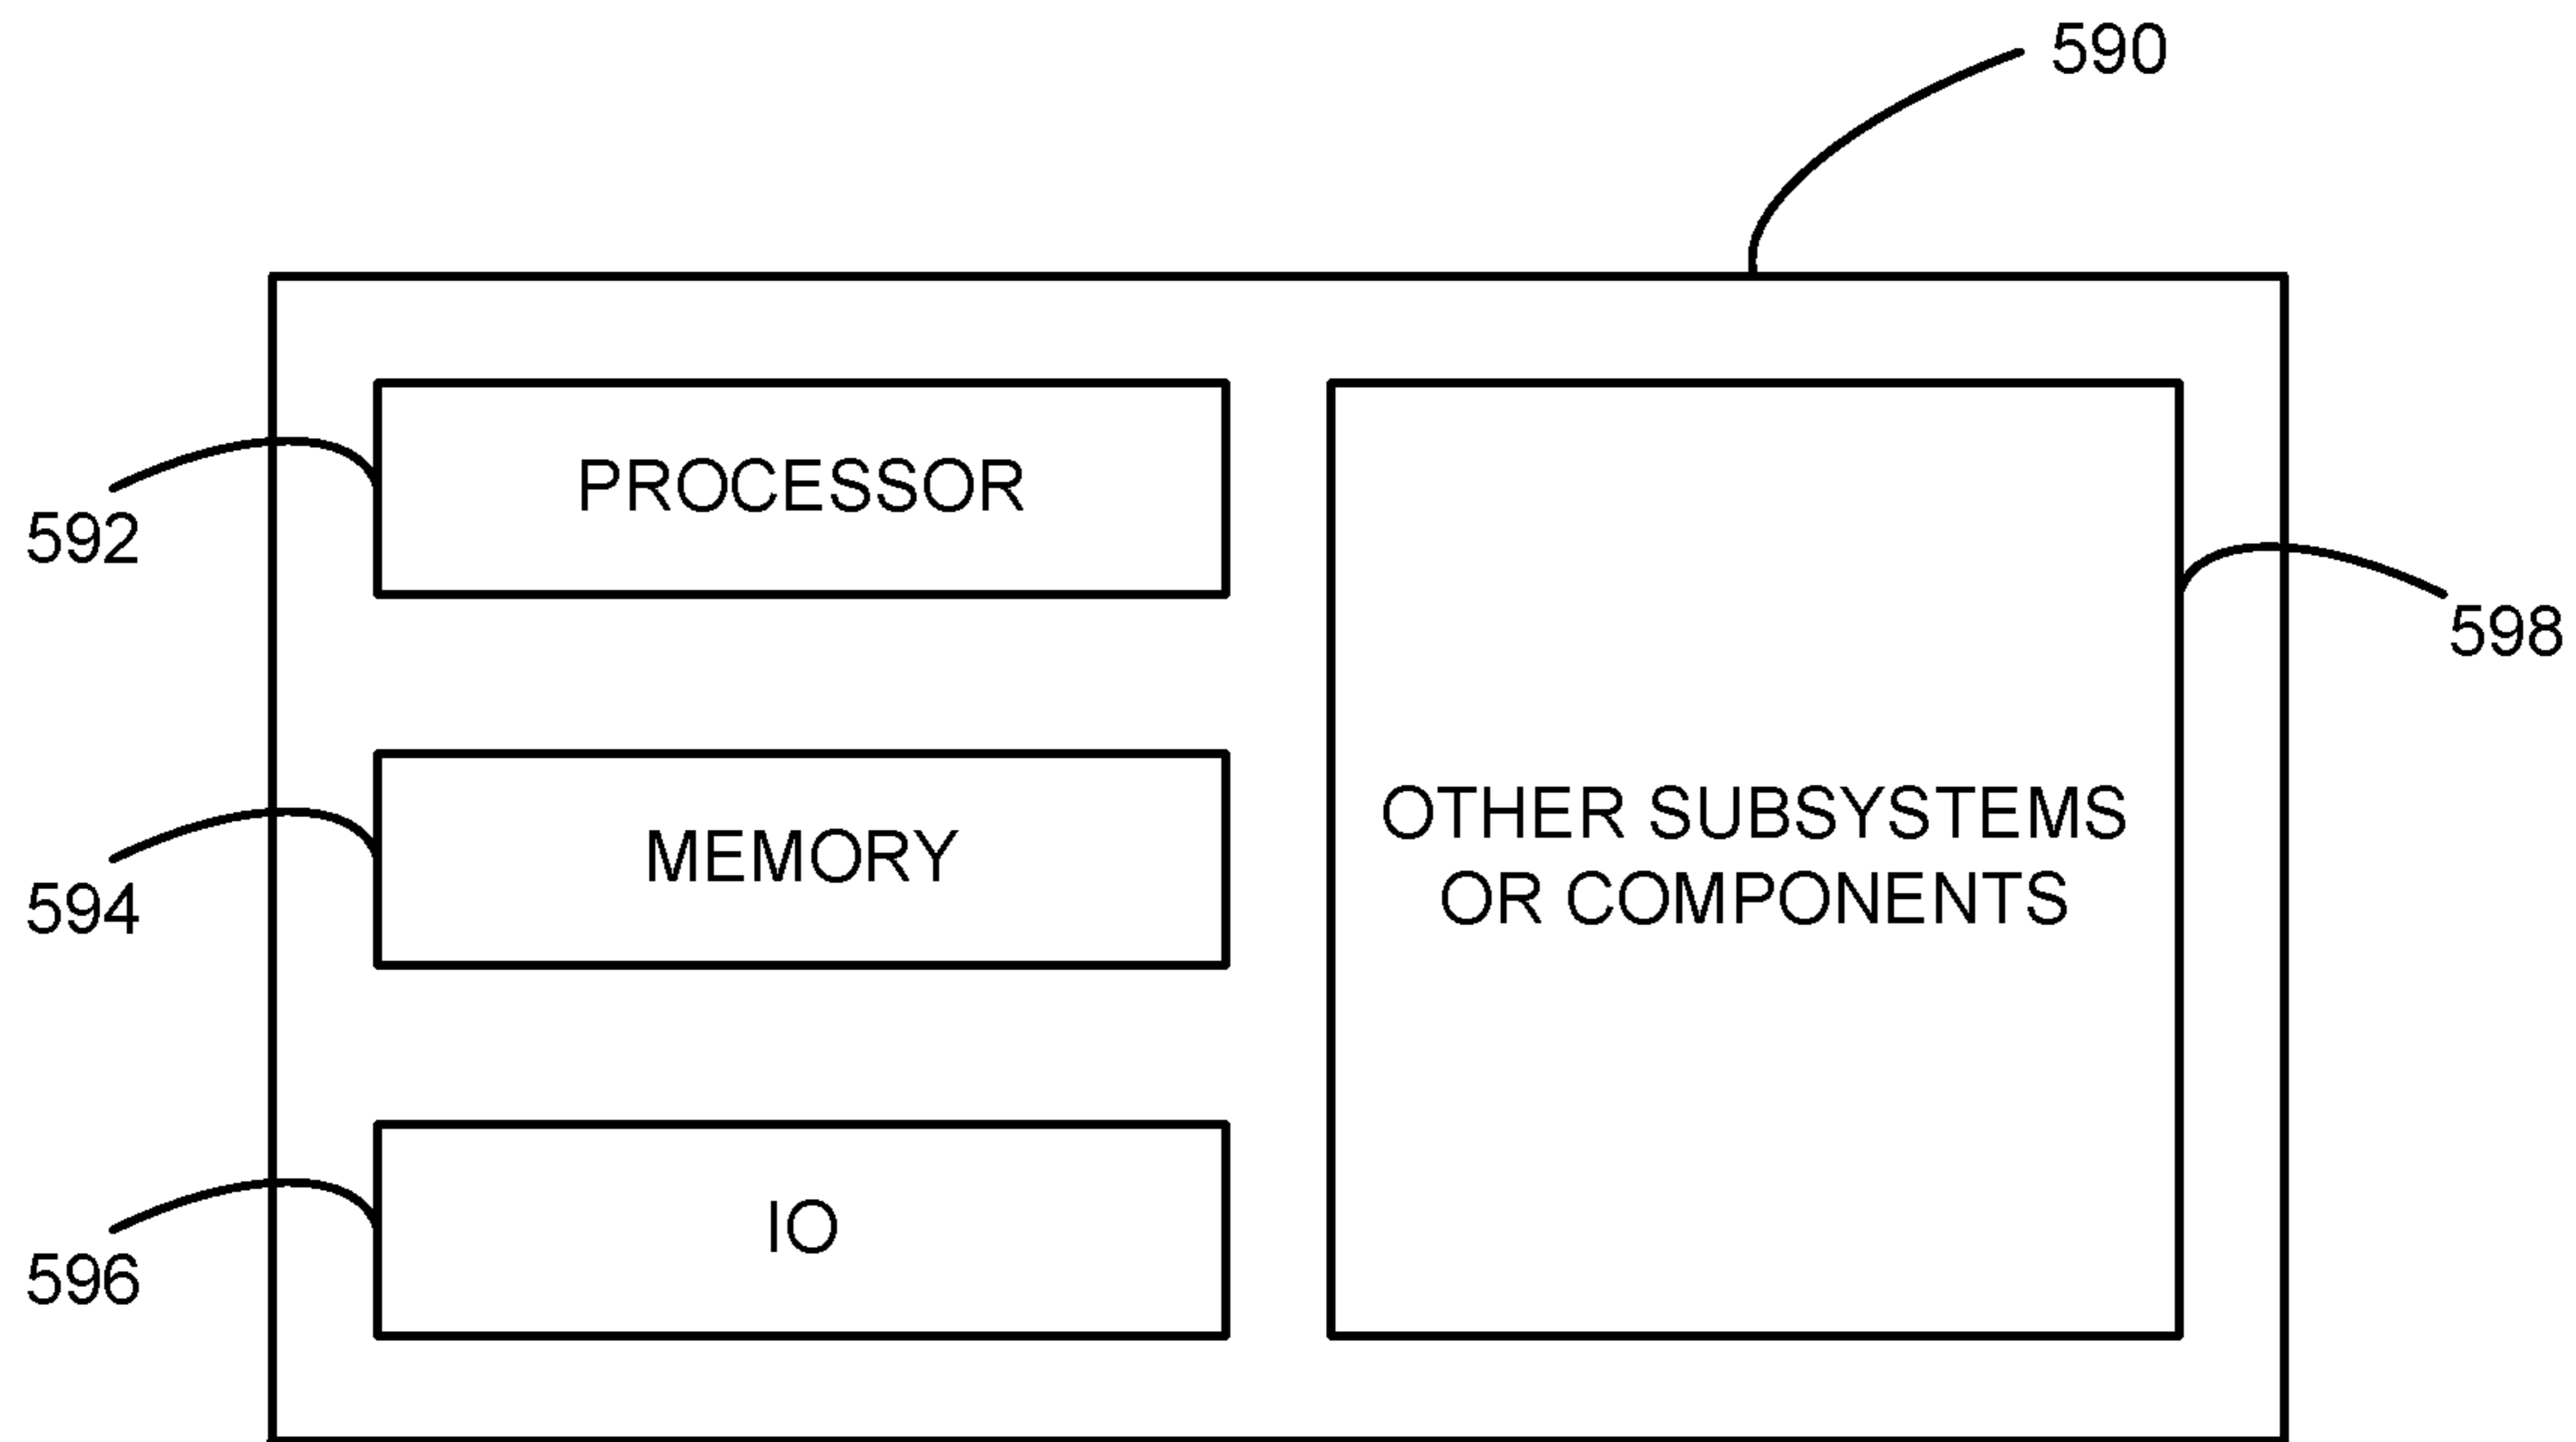 590
PROCESSOR
592
598
OTHER SUBSYSTEMS
OR COMPONENTS
MEMORY
594
IO
596